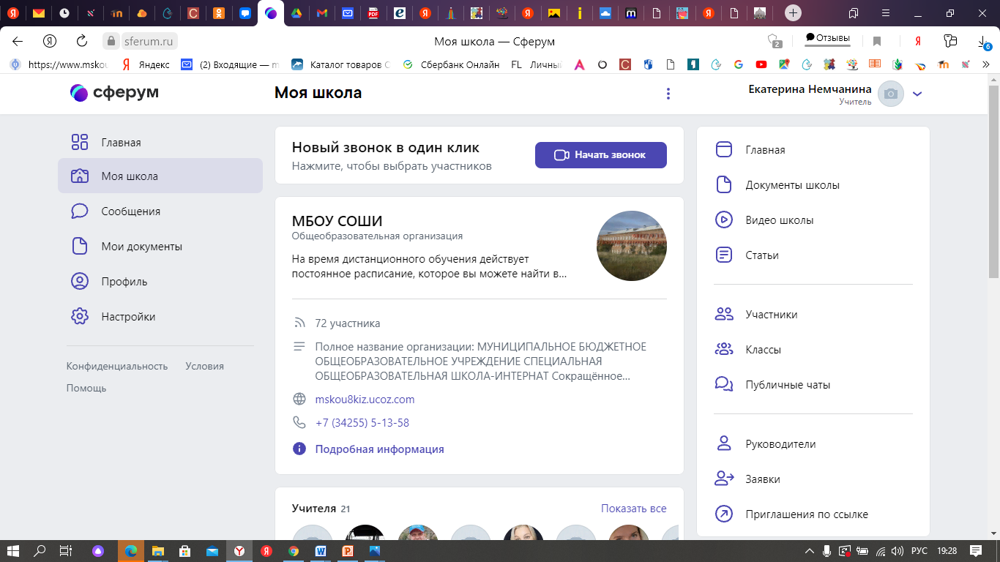 sferum.ru
Моя школа — Сферум
2
Отзывы
6
https://www.msko
Яндекс
(2) Входящие — m
Каталог товаров С
Сбербанк Онлайн
FL Личны
сферум
Моя школа
Екатерина Немчанина
Учитель
Главная
Моя школа
Сообщения
Мои документы
Профиль
Настройки
Конфиденциальность Условия
Помощь
Новый звонок в один клик
Нажмите, чтобы выбрать участников
Начать звонок
МБОУ СОШИ
Общеобразовательная организация
На время дистанционного обучения действует
постоянное расписание, которое вы можете найти в...
72 участника
Полное название организации: МУНИЦИПАЛЬНОЕ БЮДЖЕТНОЕ
ОБЩЕОБРАЗОВАТЕЛЬНОЕ УЧРЕЖДЕНИЕ СПЕЦИАЛЬНАЯ
ОБЩЕОБРАЗОВАТЕЛЬНАЯ ШКОЛА-ИНТЕРНАТ Сокращённое...
mskou8kiz.ucoz.com
+7 (34255) 5-13-58
Подробная информация
Учителя 21
Показать все
Главная
Документы школы
Видео школы
Статьи
Участники
Классы
Публичные чаты
Руководители
Заявки
Приглашения по ссылке
РУС
19:28